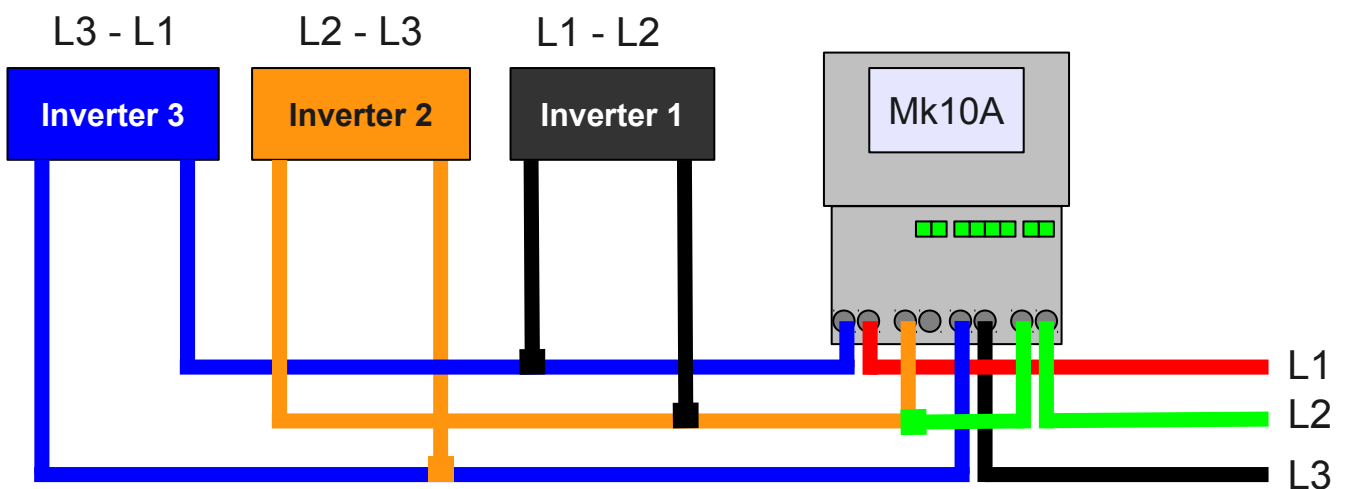 L3 - L1
L2 - L3
L1 - L2
Inverter 3
Inverter 2
Inverter 1
Mk10A
L1
L2
L3